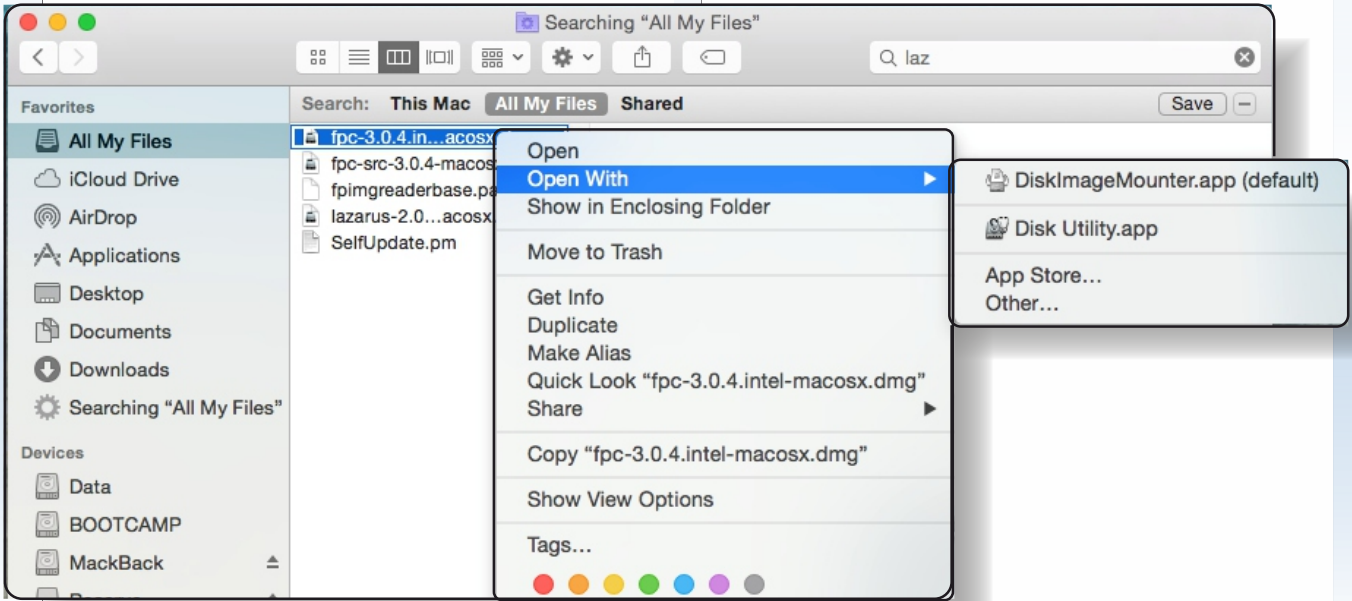 Searching “All My Files”
laz
Favorites
All My Files
iCloud Drive
AirDrop
Applications
Desktop
Documents
Downloads
Searching “All My Files”
Devices
Data
BOOTCAMP
MackBack
Search: This Mac All My Files Shared Save
fpc-3.0.4.in...acosx
fpc-src-3.0.4-macos
fpimgreaderbase.pa
lazarus-2.0...acosx.
SelfUpdate.pm
Open
Open With
Show in Enclosing Folder
Move to Trash
Get Info
Duplicate
Make Alias
Quick Look “fpc-3.0.4.intel-macosx.dmg”
Share
Copy “fpc-3.0.4.intel-macosx.dmg”
Show View Options
Tags...
DiskImageMounter.app (default)
Disk Utility.app
App Store...
Other...